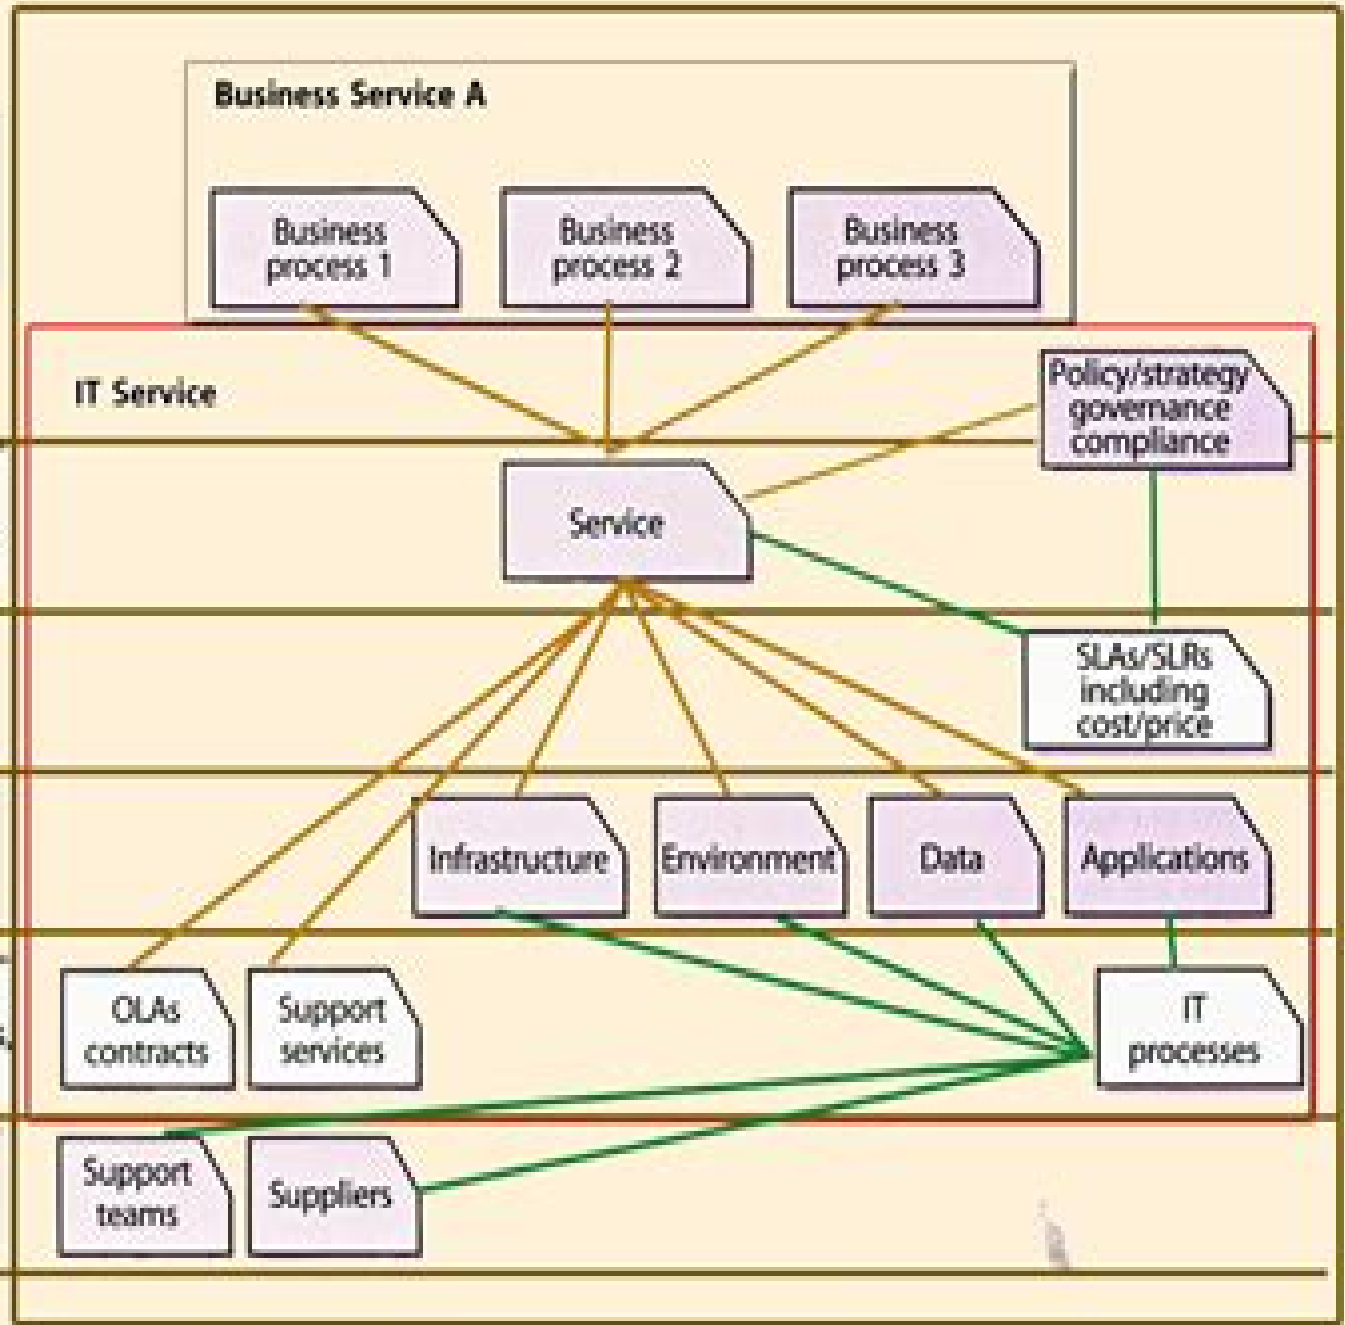 Business Service A
Business
process 1
Business
process 2
Business
process 3
IT Service
Policy/strategy
governance
compliance
Service
SLAs/SLRs
including
cost/price
Infrastructure
Environment
Data
Applications
OLAs
contracts
Support
services
IT
processes
Support
teams
Suppliers